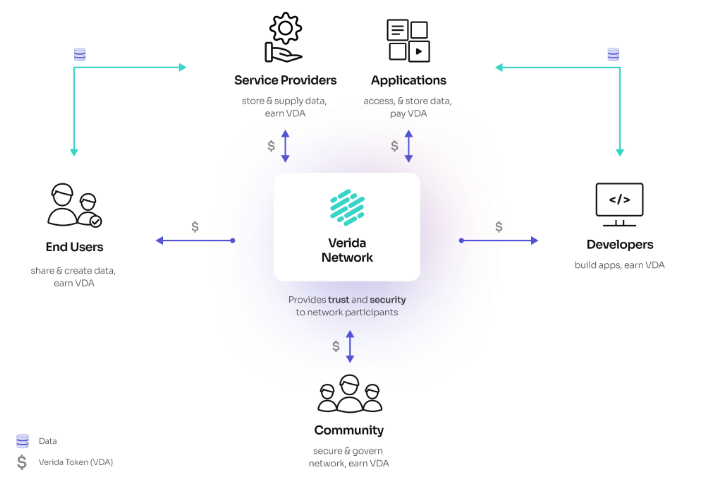 Service Providers
store & supply data,
earn VDA
Applications
access, & store data,
pay VDA
$
$
</>
End Users
share & create data,
earn VDA
$
Verida
Network
$
Developers
build apps, earn VDA
Provides trust and security
to network participants
$
Community
secure & govern
network, earn VDA
Data
$ Verida Token (VDA)